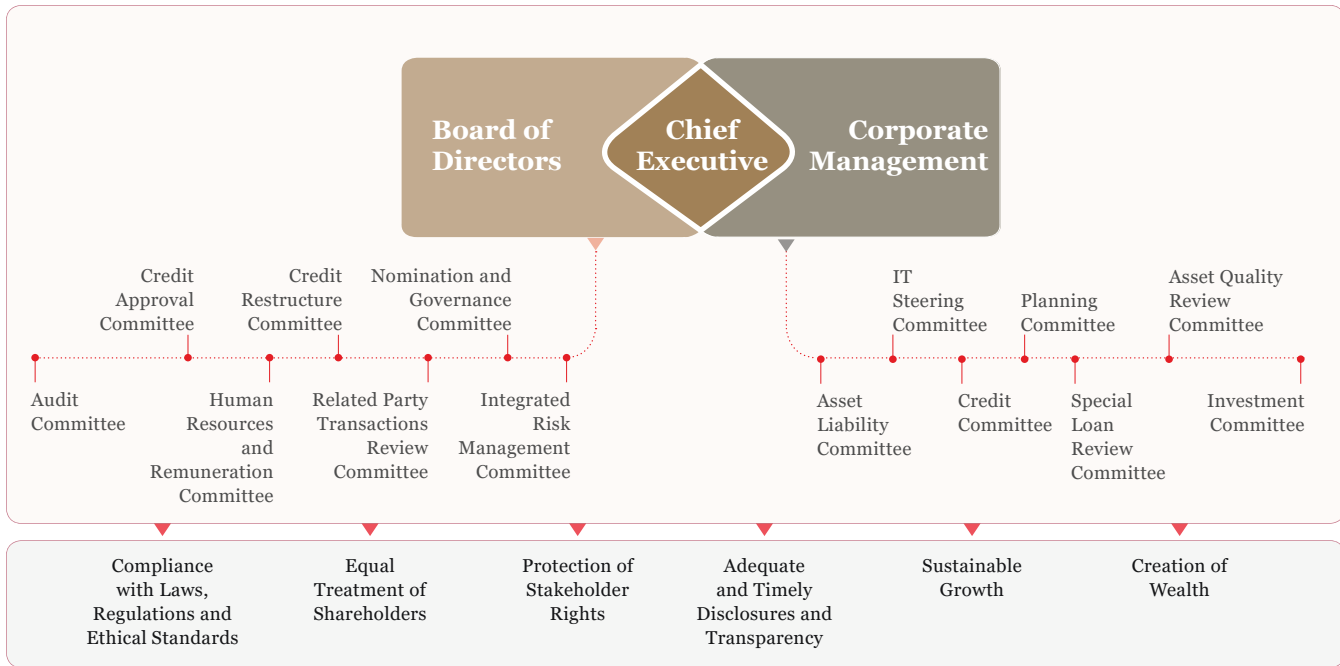 Board of
Directors
Chief
Executive
Corporate
Management
Credit
Approval
Committee
Credit
Restructure
Committee
Nomination and
Governance
Committee
IT
Steering
Committee
Planning
Committee
Asset Quality
Review
Committee
Audit
Committee
Human
Resources
and
Remuneration
Committee
Related Party
Transactions
Review
Committee
Integrated
Risk
Management
Committee
Asset
Liability
Committee
Credit
Committee
Special
Loan
Review
Committee
Investment
Committee
Compliance
with Laws,
Regulations and
Ethical Standards
Equal
Treatment of
Shareholders
Protection of
Stakeholder
Rights
Adequate
and Timely
Disclosures and
Transparency
Sustainable
Growth
Creation of
Wealth